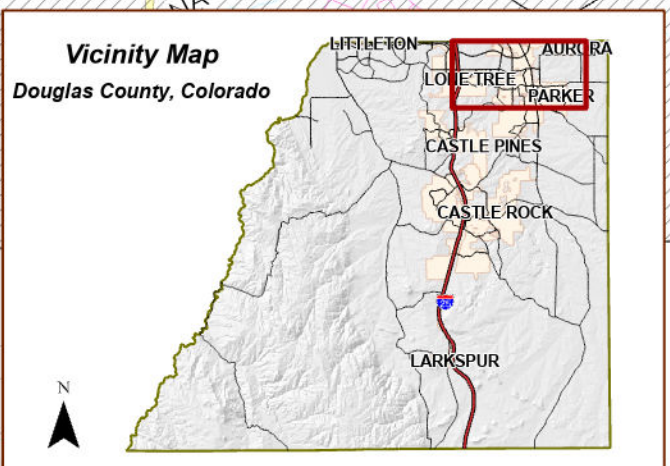 Vicinity Map
Douglas County, Colorado
LITTLETON
AURORA
LONE TREE
PARKER
CASTLE PINES
CASTLE ROCK
LARKSPUR
N